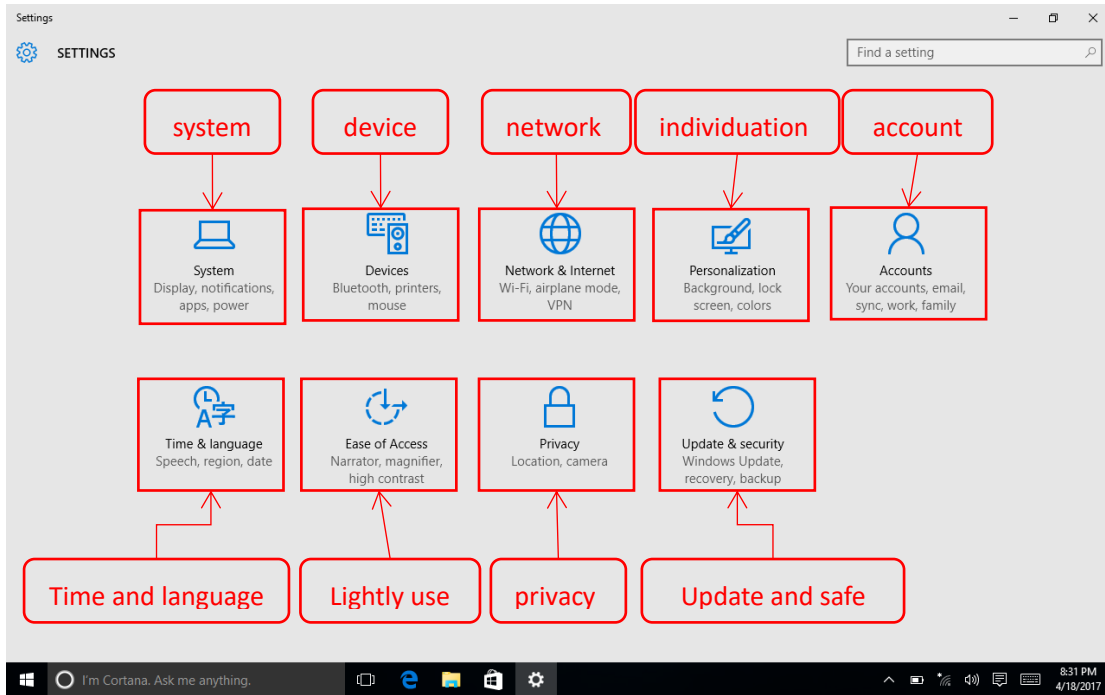 Settings
SETTINGS
Find a setting
system
device
network
individuation
account
System
Display, notifications,
apps, power
Devices
Bluetooth, printers,
mouse
Network & Internet
Wi-Fi, airplane mode,
VPN
Personalization
Background, lock
screen, colors
Accounts
Your accounts, email,
sync, work, family
A字
Time & language
Speech, region, date
Ease of Access
Narrator, magnifier,
high contrast
Privacy
Location, camera
Update & security
Windows Update,
recovery, backup
Time and language
Lightly use
privacy
Update and safe
I'm Cortana. Ask me anything.
8:31 PM
4/18/2017